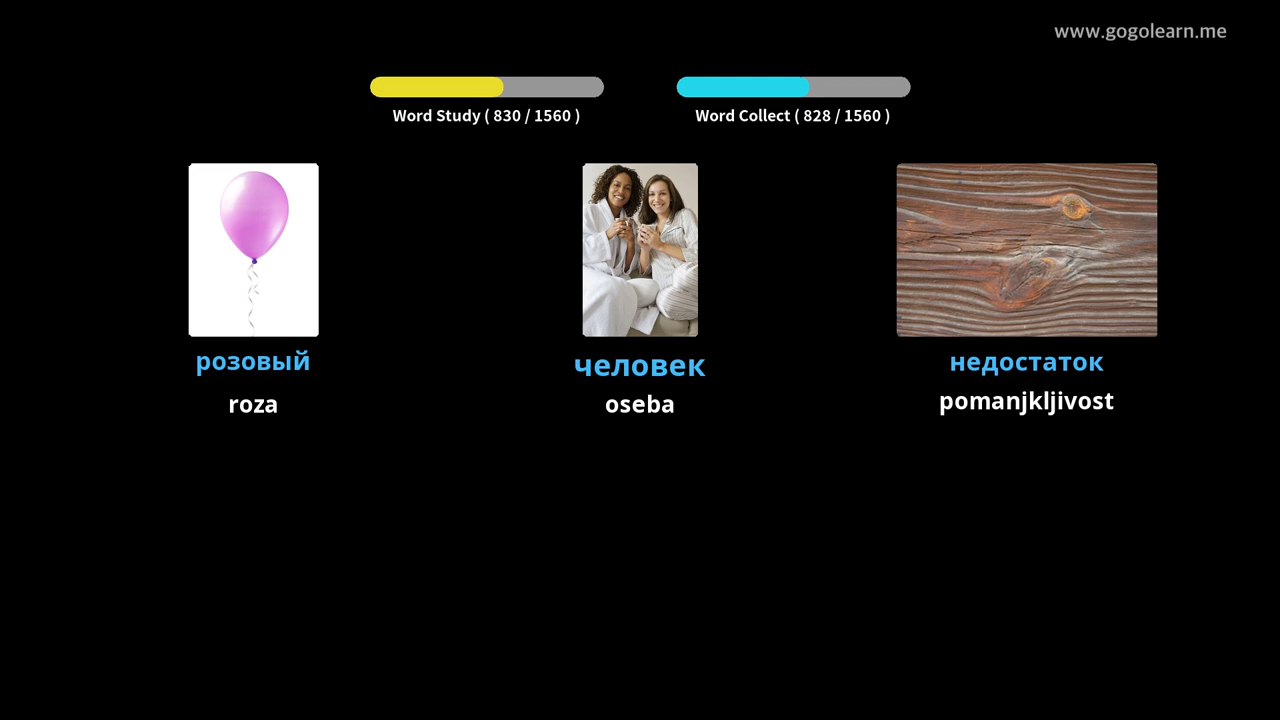 www.gogolearn.me
Word Study ( 830 / 1560 )
Word Collect ( 828 / 1560 )
розовый
человек
недостаток
roza
oseba
pomanjkljivost